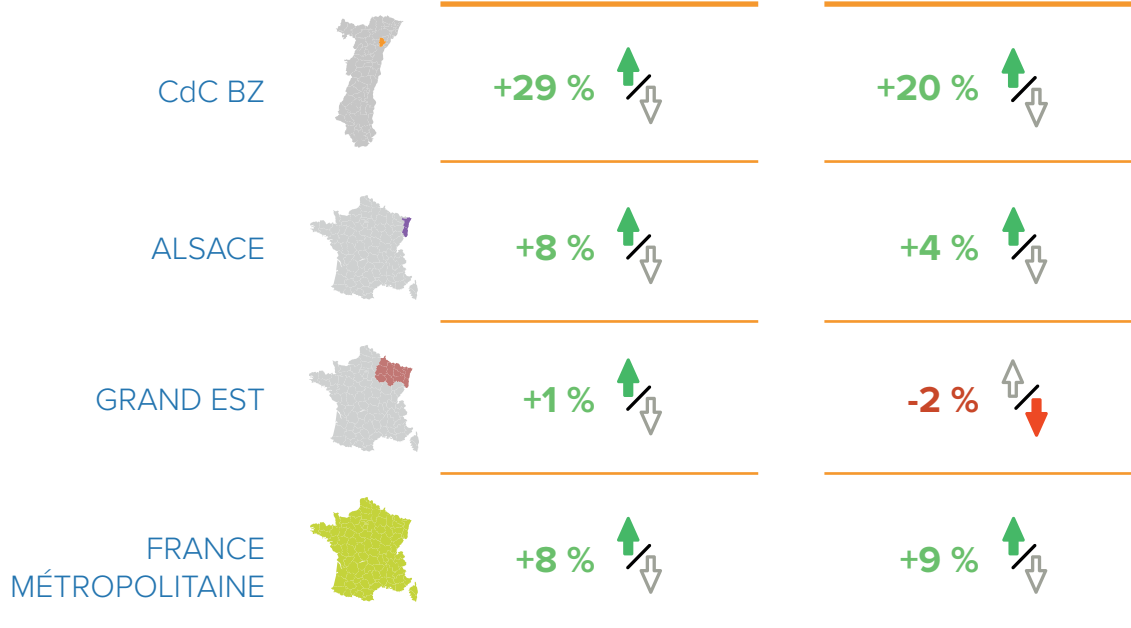 CdC BZ
+29 %
+20 %
ALSACE
+8 %
+4 %
GRAND EST
+1 %
-2 %
FRANCE
MÉTROPOLITAINE
+8 %
+9 %